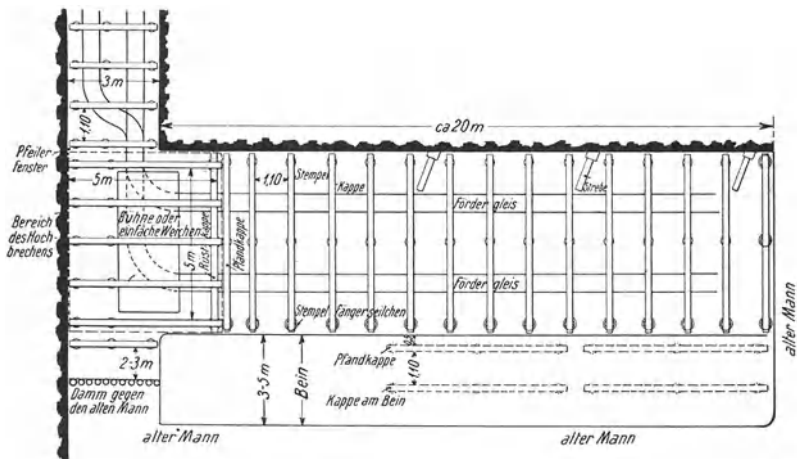 3m
1,10
ca 20 m
Pfeiler-
fenster
5m
1,10
Stempel
Kappe
Strebe
Bereich
des Hoch-
brechens
Bühne oder
einfache Weichen
5m
Rüstkappe
Pfandkappe
Förder gleis
Förder gleis
Stempel Fängerseilchen
alter Mann
2-3m
3-5m
Bein
Pfandkappe
1,10
Kappe am Bein
Damm gegen
den alten Mann
alter Mann
alter Mann